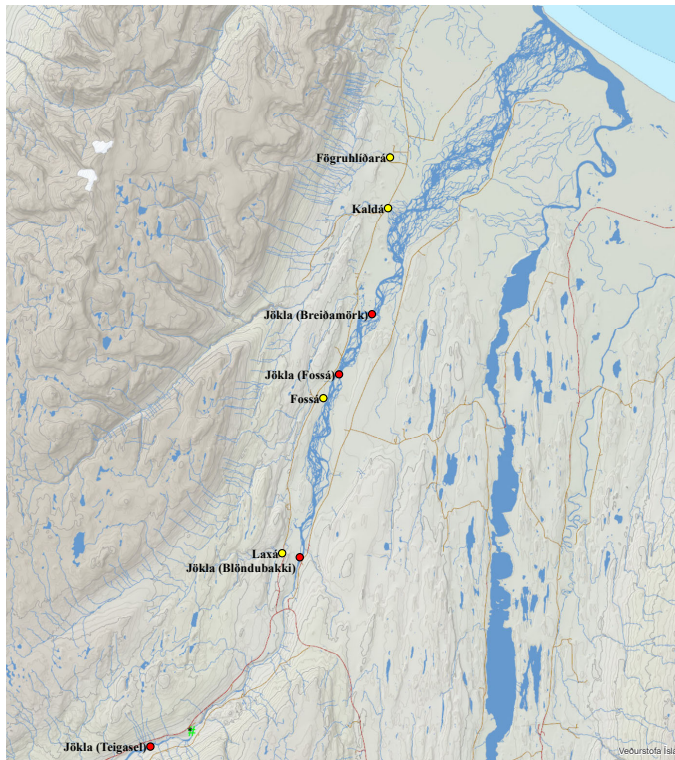 Fögruhlíðará
Kaldá
Jökla (Breiðamörk)
Jökla (Fossá)
Fossá
Laxá
Jökla (Blöndubakki)
Jökla (Teigasel)
Veðurstofa Ísla